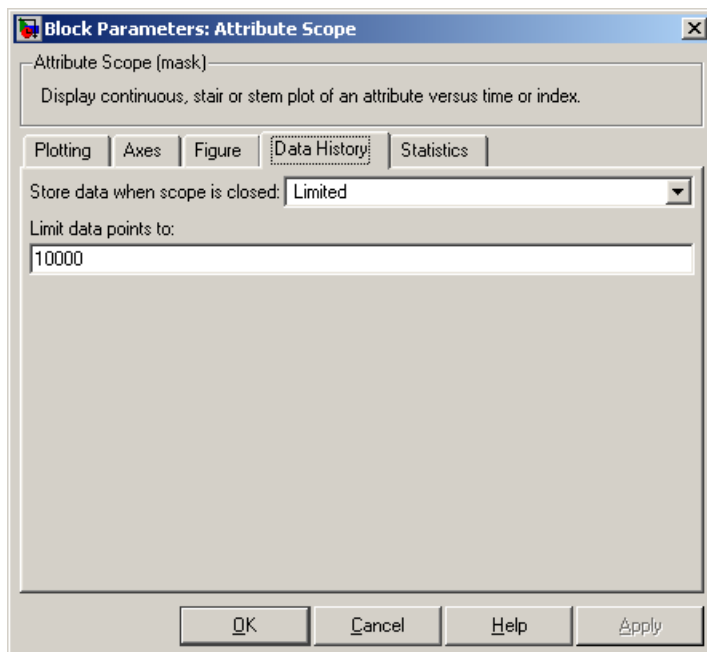 Block Parameters: Attribute Scope
Attribute Scope (mask)
Display continuous, stair or stem plot of an attribute versus time or index.
Plotting Axes Figure Data History Statistics
Store data when scope is closed: Limited
Limit data points to:
10000
OK Cancel Help Apply